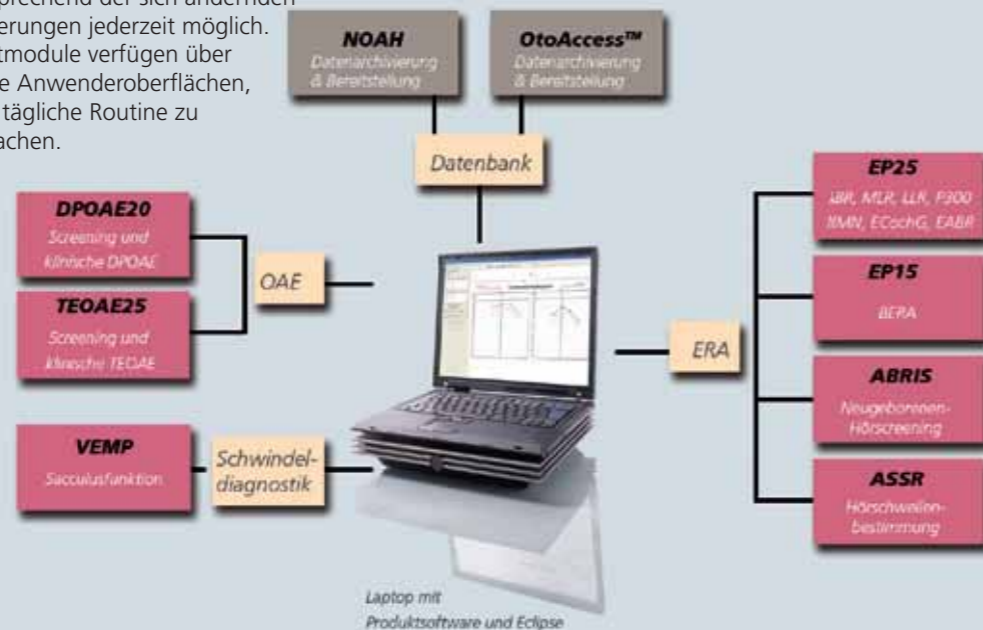 prechend der sich ändernden
erungen jederzeit möglich.
tmodule verfügen über
e Anwenderoberflächen,
tägliche Routine zu
achen.
NOAH
Datenarchivierung
& Bereitstellung
OtoAccess™
Datenarchivierung
& Bereitstellung
Datenbank
DPOAE20
Screening und
klinische DPOAE
TEOAE25
Screening und
klinische TEOAE
OAE
VEMP
Sacculusfunktion
Schwindel-
diagnostik
ERA
EP25
ABR, MLR, LLR, P300
MMN, ECochG, EABR
EP15
BERA
ABRIS
Neugeborenen-
Hörscreening
ASSR
Hörschwellen-
bestimmung
Laptop mit
Produktsoftware und Eclipse